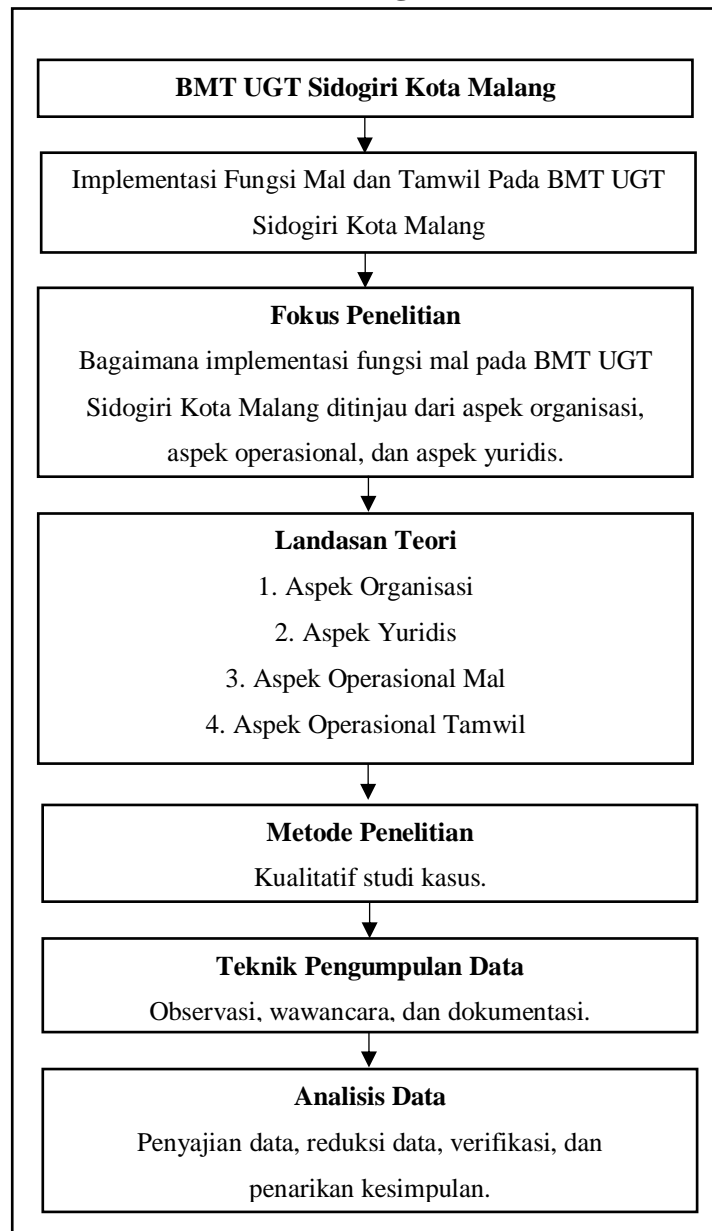 BMT UGT Sidogiri Kota Malang
Implementasi Fungsi Mal dan Tamwil Pada BMT UGT
Sidogiri Kota Malang
Fokus Penelitian
Bagaimana implementasi fungsi mal pada BMT UGT
Sidogiri Kota Malang ditinjau dari aspek organisasi,
aspek operasional, dan aspek yuridis.
Landasan Teori
1. Aspek Organisasi
2. Aspek Yuridis
3. Aspek Operasional Mal
4. Aspek Operasional Tamwil
Metode Penelitian
Kualitatif studi kasus.
Teknik Pengumpulan Data
Observasi, wawancara, dan dokumentasi.
Analisis Data
Penyajian data, reduksi data, verifikasi, dan
penarikan kesimpulan.